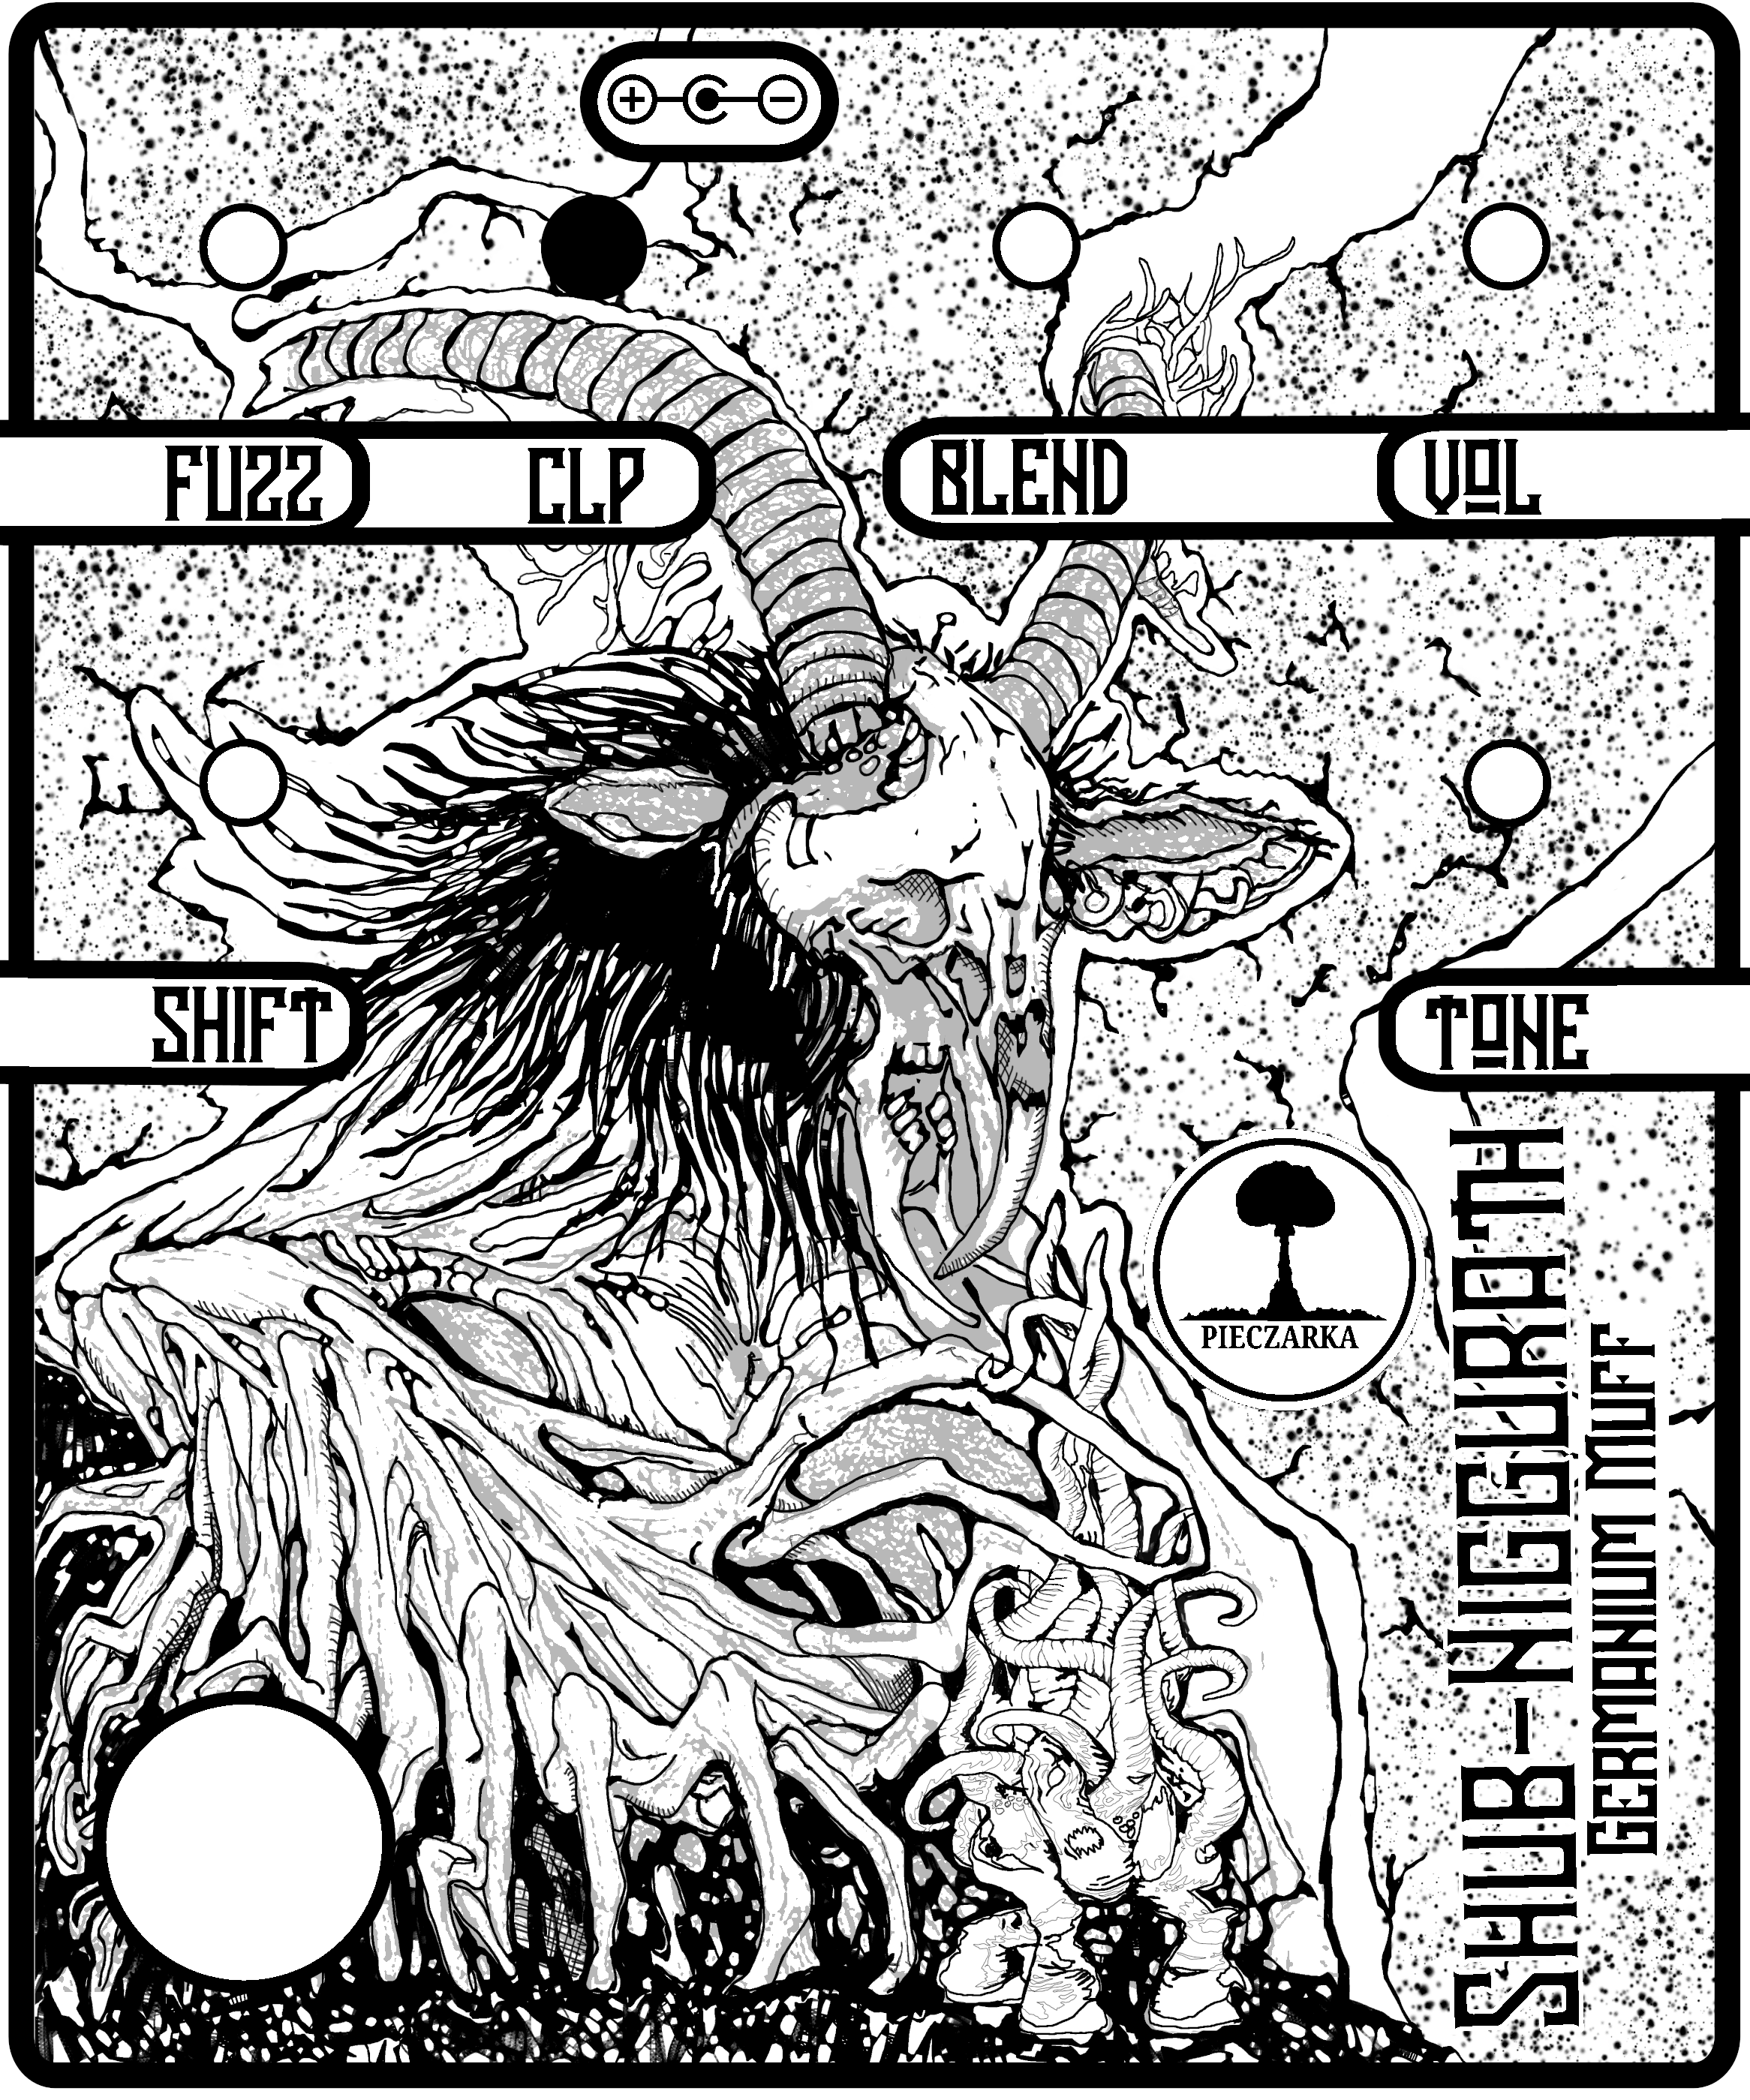 FUZZ
CLP
BLEND
VOL
SHIFT
TONE
PIECZARKA
SHUB-NIGGURATH
GERMANIUM MUFF